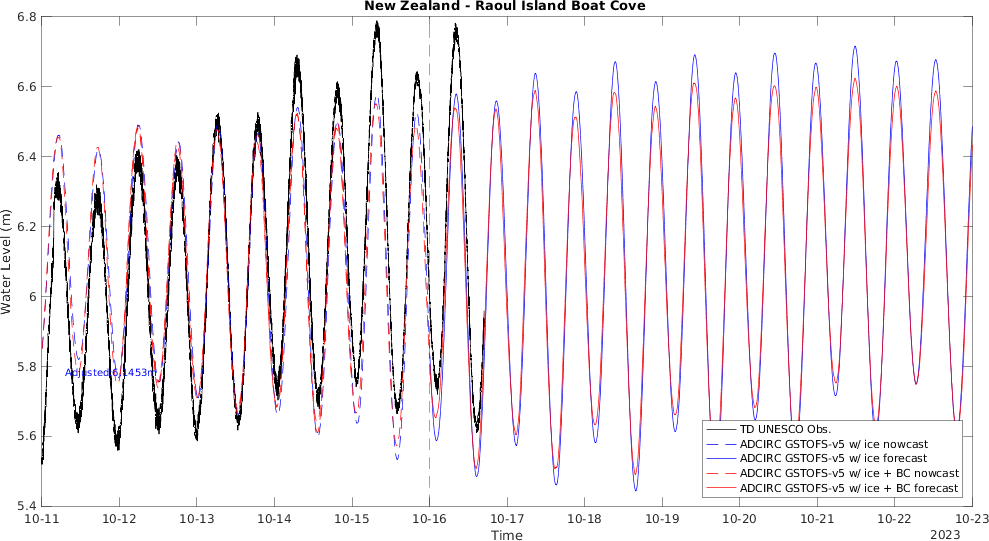 New Zealand - Raoul Island Boat Cove
6.8
6.6
6.4
6.2
6
5.8
5.6
5.4
Water Level (m)
Adjusted 6.1453m
TD UNESCO Obs.
ADCIRC GSTOFS-v5 w/ ice nowcast
ADCIRC GSTOFS-v5 w/ ice forecast
ADCIRC GSTOFS-v5 w/ ice + BC nowcast
ADCIRC GSTOFS-v5 w/ ice + BC forecast
10-11 10-12 10-13 10-14 10-15 10-16 10-17 10-18 10-19 10-20 10-21 10-22 10-23
Time
2023